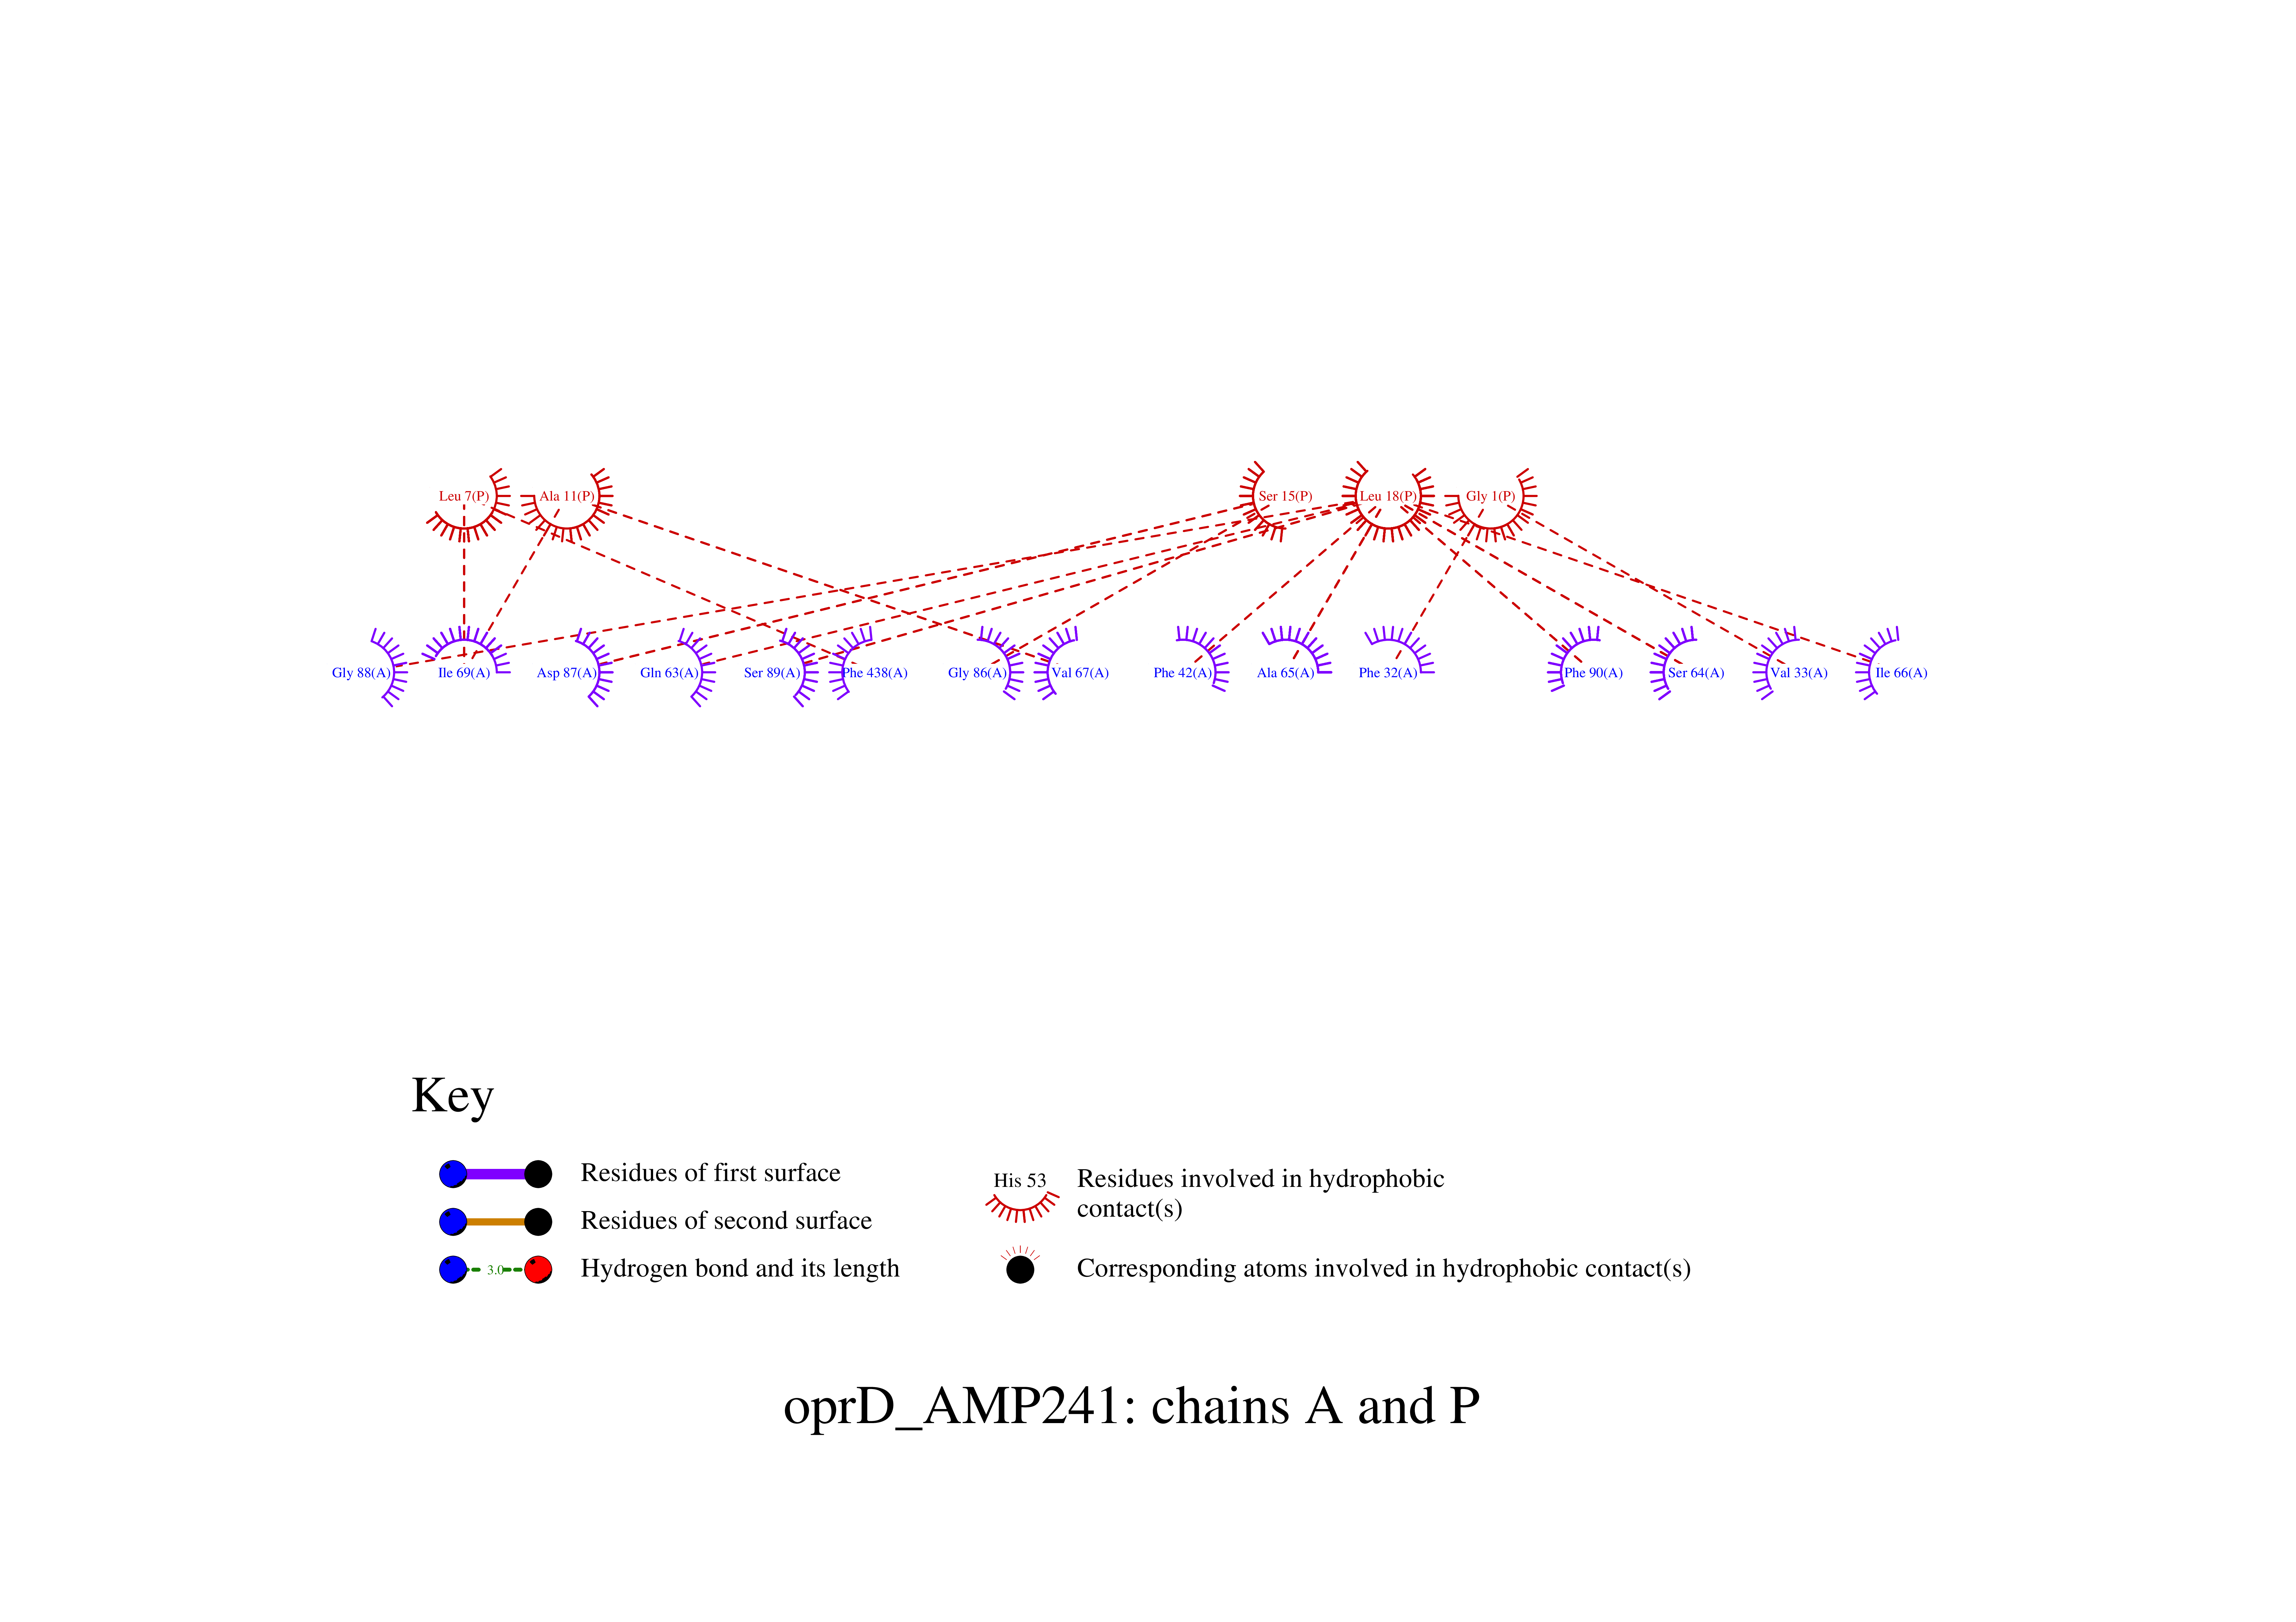 Leu 7(P) Ala 11(P) Ser 15(P) Leu 18(P) Gly 1(P)
Gly 88(A) Ile 69(A) Asp 87(A) Gln 63(A) Ser 89(A) Phe 438(A) Gly 86(A) Val 67(A) Phe 42(A) Ala 65(A) Phe 32(A) Phe 90(A) Ser 64(A) Val 33(A) Ile 66(A)
Key
Residues of first surface
Residues of second surface
3.0 Hydrogen bond and its length
His 53 Residues involved in hydrophobic
contact(s)
Corresponding atoms involved in hydrophobic contact(s)
oprD_AMP241: chains A and P